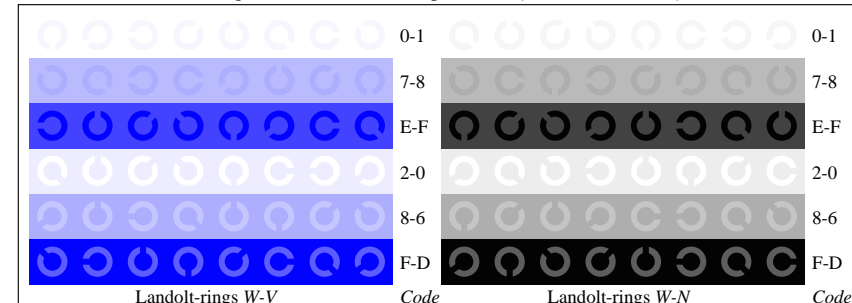 0-1 0-1
7-8 7-8
E-F E-F
2-0 2-0
8-6 8-6
F-D F-D
Landolt-rings W-V Code Landolt-rings W-N Code